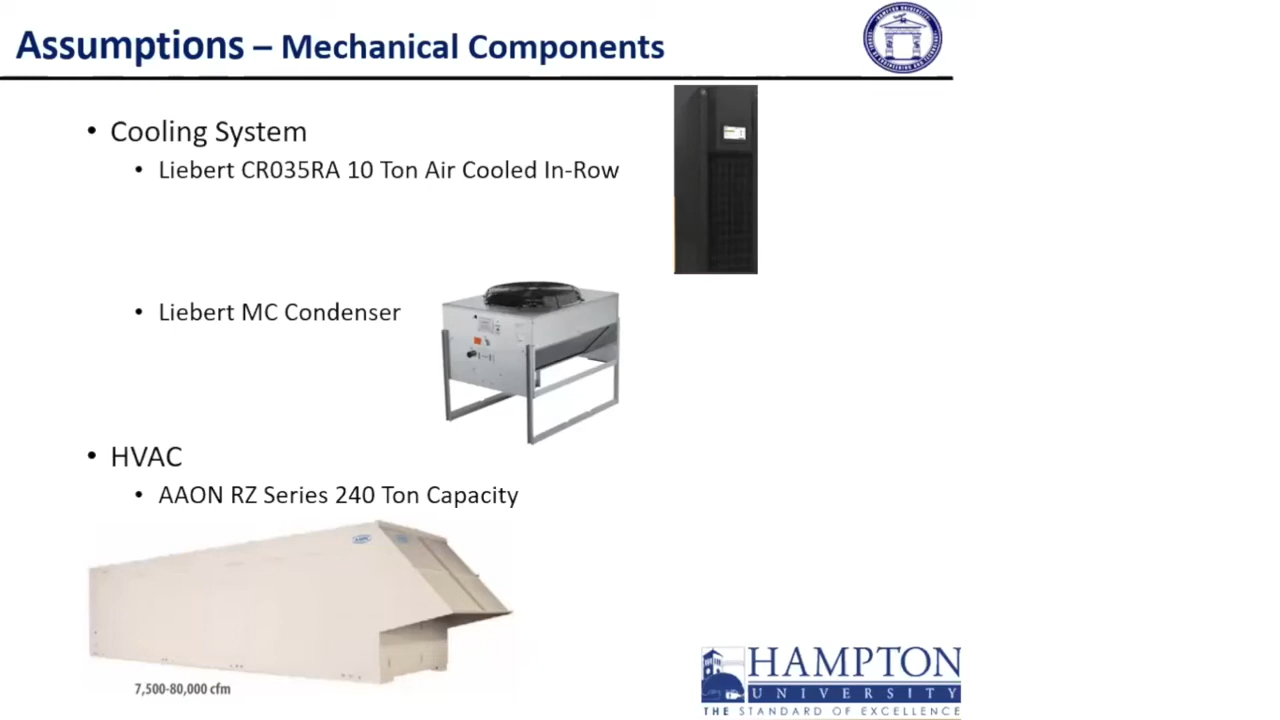 Assumptions – Mechanical Components
• Cooling System
• Liebert CR035RA 10 Ton Air Cooled In-Row
• Liebert MC Condenser
• HVAC
• AAON RZ Series 240 Ton Capacity
7,500-80,000 cfm
HAMPTON
UNIVERSITY
THE STANDARD OF EXCELLENCE